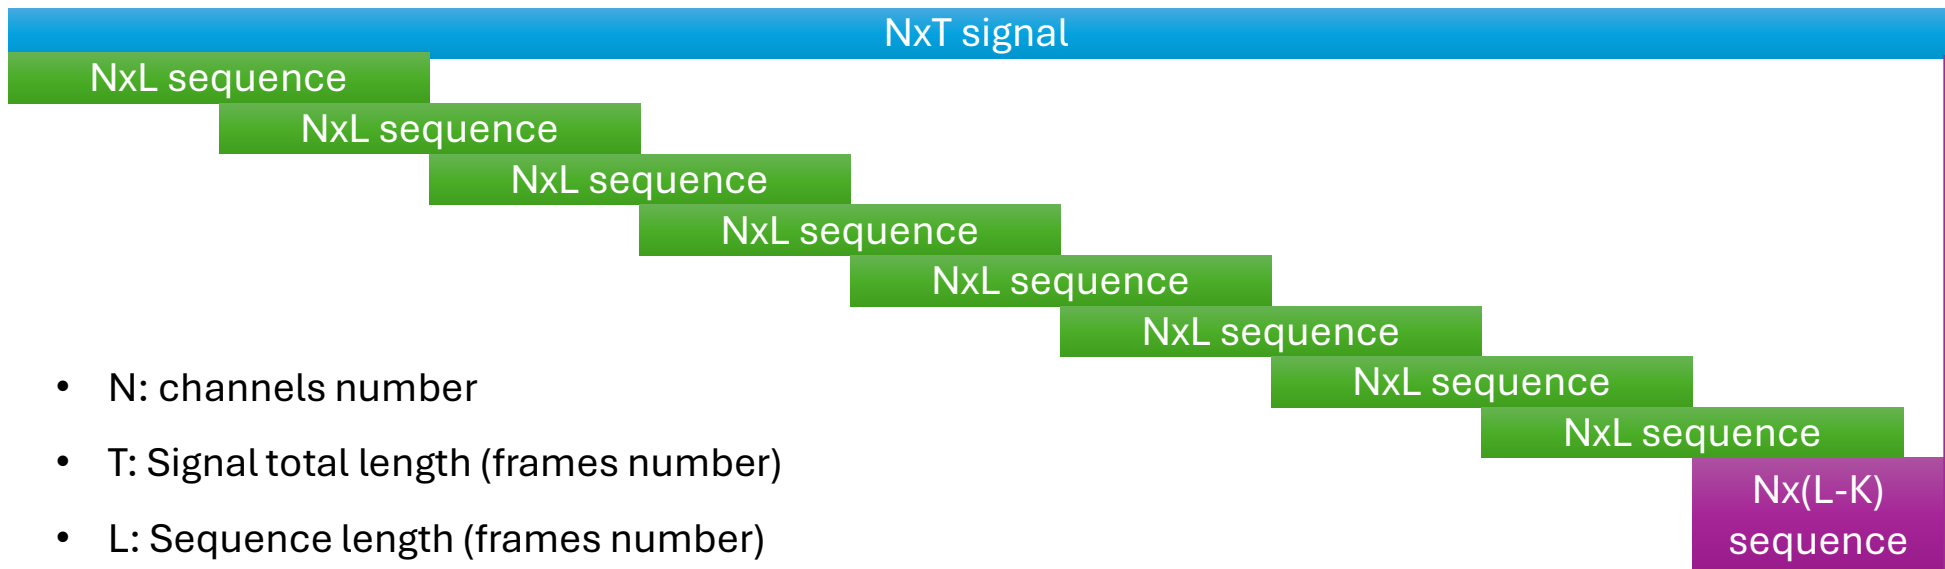 NxT signal
NxL sequence
NxL sequence
NxL sequence
NxL sequence
NxL sequence
NxL sequence
NxL sequence
NxL sequence
Nx(L-K)
sequence
• N: channels number
• T: Signal total length (frames number)
• L: Sequence length (frames number)